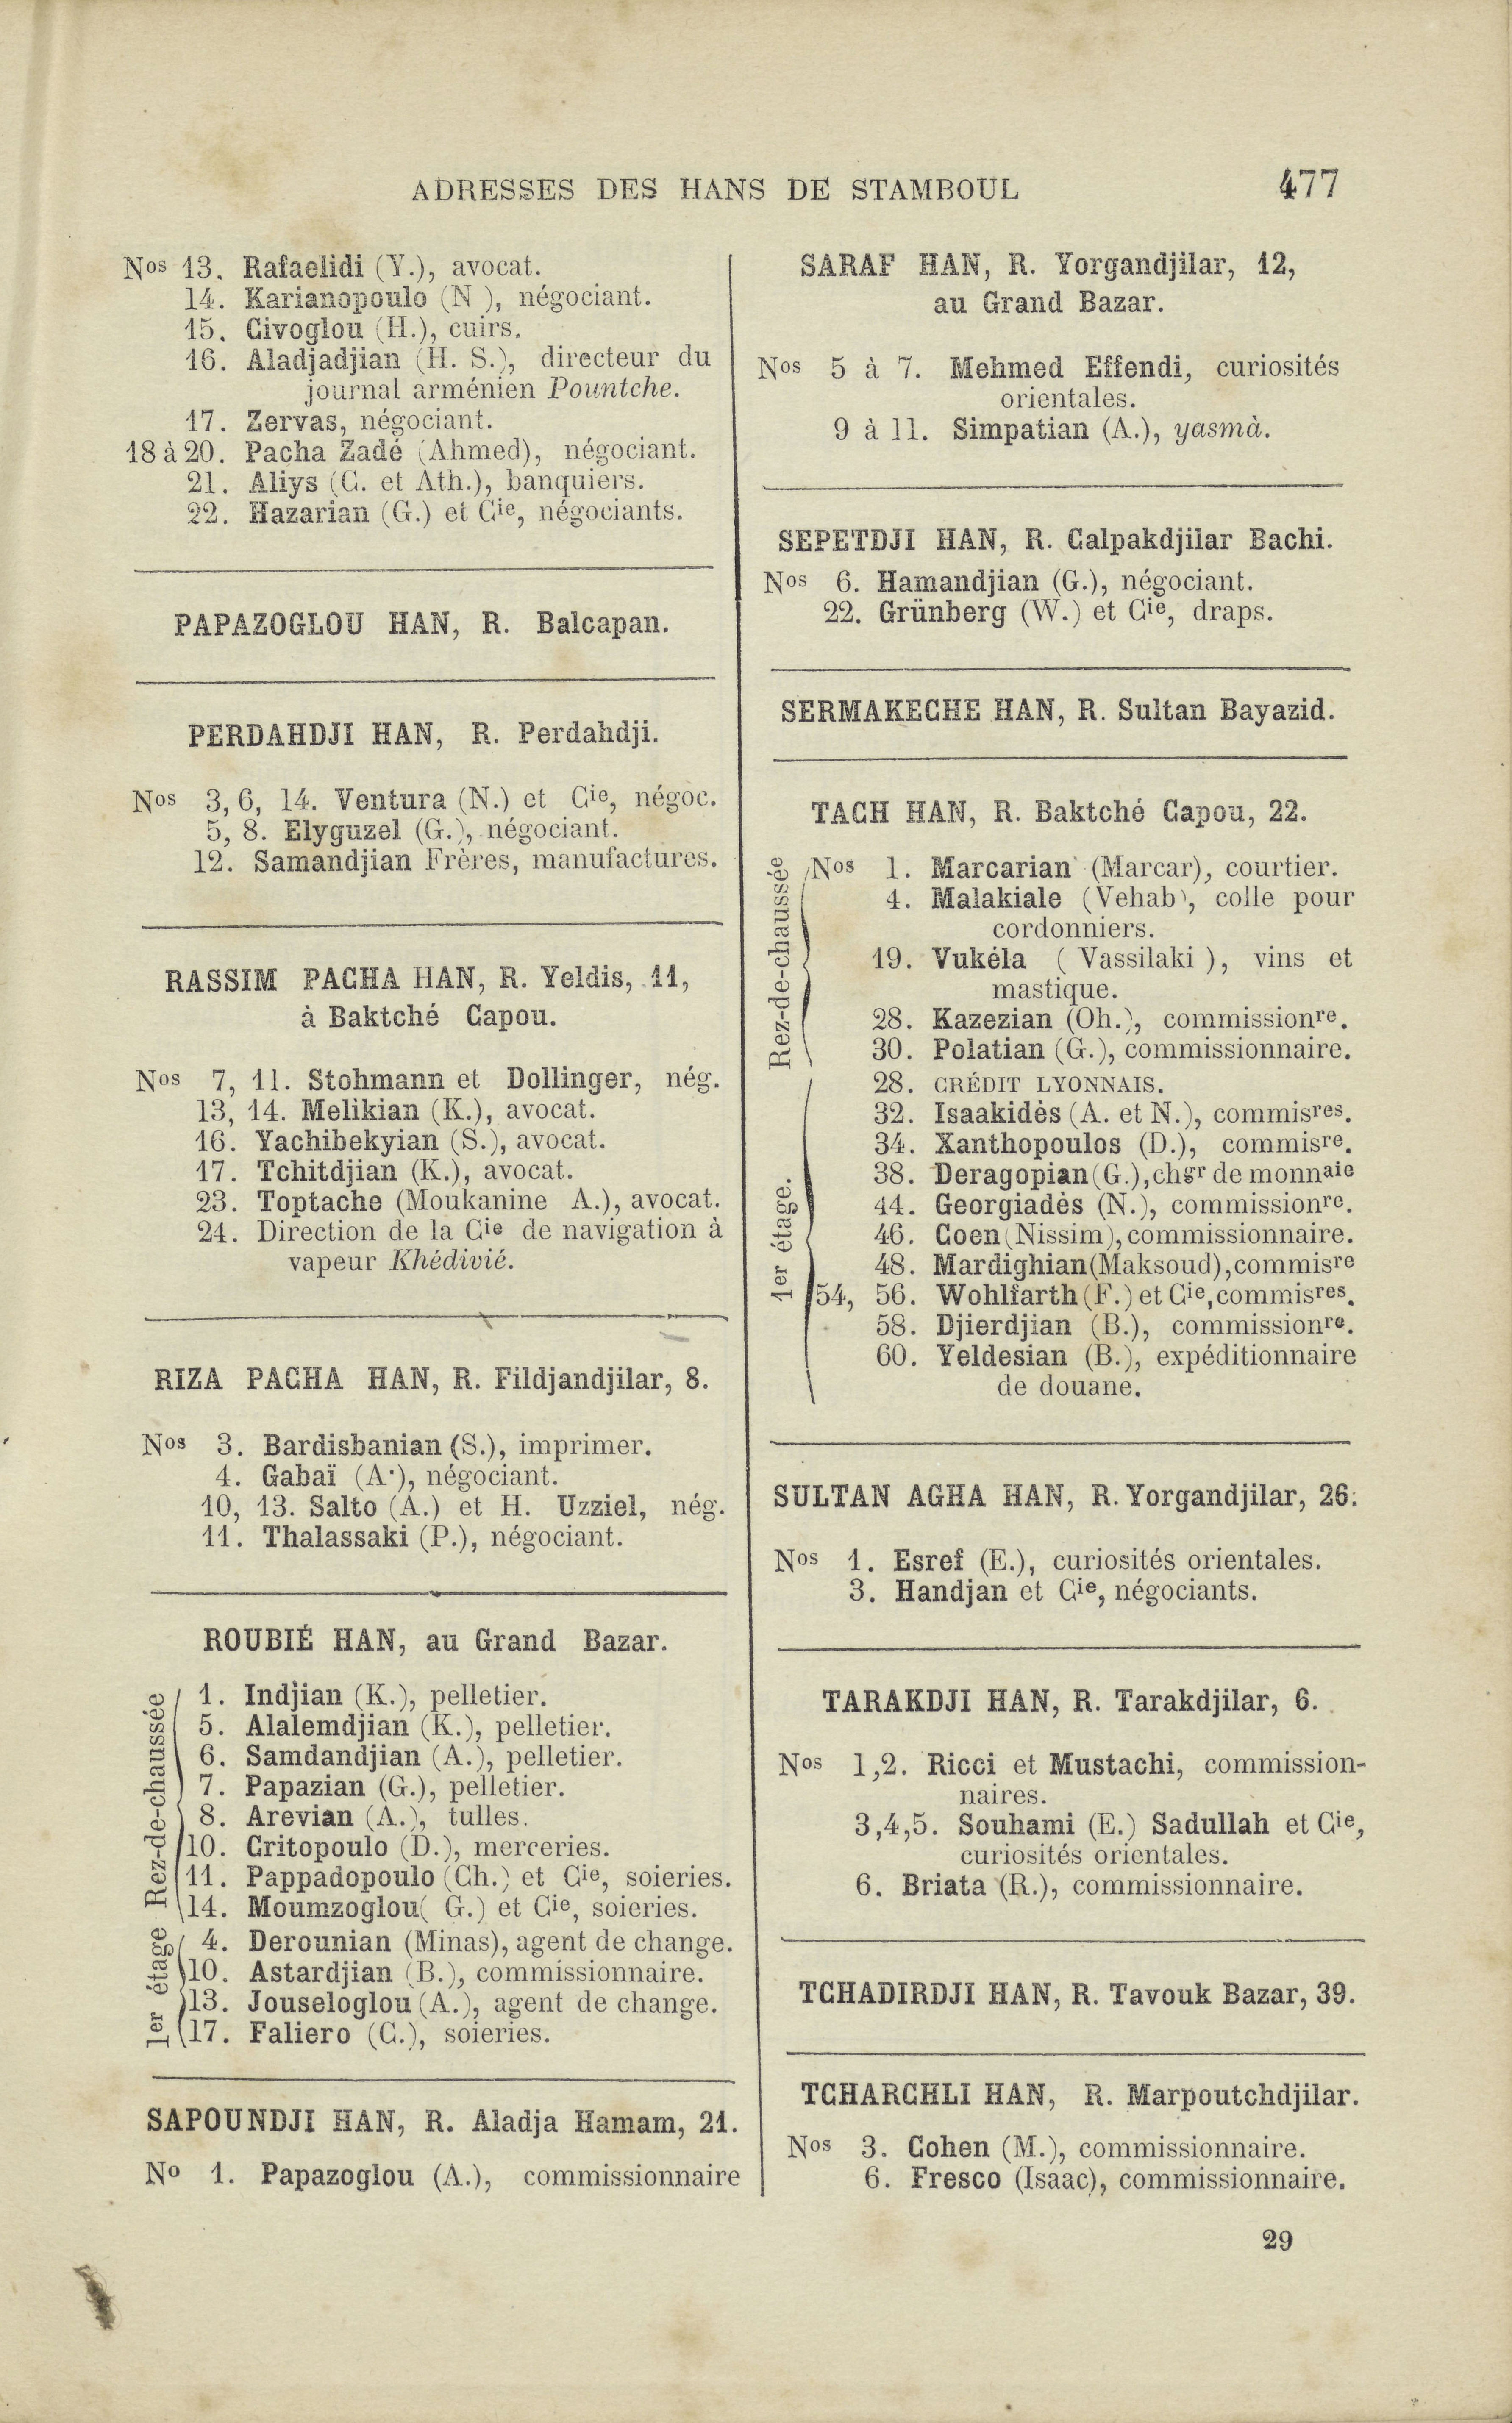 ADRESSES DES HANS DE STAMBOUL 477
Nos 13. Rafaelidi (Y.), avocat.
14. Karianopoulo (N ), négociant.
15. Civoglou (H.), cuirs.
16. Aladjadjian (H. S.), directeur du
journal arménien Pountche.
17. Zervas, négociant.
18 à 20. Pacha Zadé (Ahmed), négociant.
21. Aliys (C. et Ath.), banquiers.
22. Hazarian (G.) et Cie, négociants.
PAPAZOGLOU HAN, R. Balcapan.
PERDAHDJI HAN, R. Perdahdji.
Nos 3, 6, 14. Ventura (N.) et Cie, négoc.
5, 8. Elyguzel (G.), négociant.
12. Samandjian Frères, manufactures.
RASSIM PACHA HAN, R. Yeldis, 11,
à Baktché Capou.
Nos 7, 11. Stohmann et Dollinger, nég.
13, 14. Melikian (K.), avocat.
16. Yachibekyian (S.), avocat.
17. Tchitdjian (K.), avocat.
23. Toptache (Moukanine A.), avocat.
24. Direction de la Cie de navigation à
vapeur Khédivié.
RIZA PACHA HAN, R. Fildjandjilar, 8.
Nos 3. Bardisbanian (S.), imprimer.
4. Gabaï (A·), négociant.
10, 13. Salto (A.) et H. Uzziel, nég.
11. Thalassaki (P.), négociant.
ROUBIÉ HAN, au Grand Bazar.
Rez-de-chaussée
1. Indjian (K.), pelletier.
5. Alalemdjian (K.), pelletier.
6. Samdandjian (A.), pelletier.
7. Papazian (G.), pelletier.
8. Arevian (A.), tulles.
10. Critopoulo (D.), merceries.
11. Pappadopoulo (Ch.) et Cie, soieries.
14. Moumzoglou( G.) et Cie, soieries.
1er étage
4. Derounian (Minas), agent de change.
10. Astardjian (B.), commissionnaire.
13. Jouseloglou (A.), agent de change.
17. Faliero (C.), soieries.
SAPOUNDJI HAN, R. Aladja Hamam, 21.
No 1. Papazoglou (A.), commissionnaire
SARAF HAN, R. Yorgandjilar, 12,
au Grand Bazar.
Nos 5 à 7. Mehmed Effendi, curiosités
orientales.
9 à 11. Simpatian (A.), yasmà.
SEPETDJI HAN, R. Calpakdjilar Bachi.
Nos 6. Hamandjian (G.), négociant.
22. Grünberg (W.) et Cie, draps.
SERMAKECHE HAN, R. Sultan Bayazid.
TACH HAN, R. Baktché Capou, 22.
Rez-de-chaussée
Nos 1. Marcarian (Marcar), courtier.
4. Malakiale (Vehab), colle pour
cordonniers.
19. Vukéla ( Vassilaki ), vins et
mastique.
28. Kazezian (Oh.), commissionre.
30. Polatian (G.), commissionnaire.
1er étage.
28. CRÉDIT LYONNAIS.
32. Isaakidès (A. et N.), commisres.
34. Xanthopoulos (D.), commisre.
38. Deragopian (G.), chgr de monnaie
44. Georgiadès (N.), commissionre.
46. Coen (Nissim), commissionnaire.
48. Mardighian (Maksoud), commisre
54, 56. Wohlfarth (F.) et Cie, commisres.
58. Djierdjian (B.), commissionre.
60. Yeldesian (B.), expéditionnaire
de douane.
SULTAN AGHA HAN, R. Yorgandjilar, 26.
Nos 1. Esref (E.), curiosités orientales.
3. Handjan et Cie, négociants.
TARAKDJI HAN, R. Tarakdjilar, 6.
Nos 1,2. Ricci et Mustachi, commission-
naires.
3,4,5. Souhami (E.) Sadullah et Cie,
curiosités orientales.
6. Briata (R.), commissionnaire.
TCHADIRDJI HAN, R. Tavouk Bazar, 39.
TCHARCHLI HAN, R. Marpoutchdjilar.
Nos 3. Cohen (M.), commissionnaire.
6. Fresco (Isaac), commissionnaire.
29